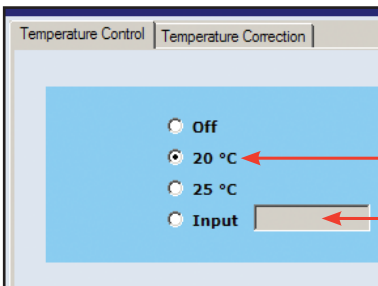 Temperature Control Temperature Correction
Off
20 °C
25 °C
Input